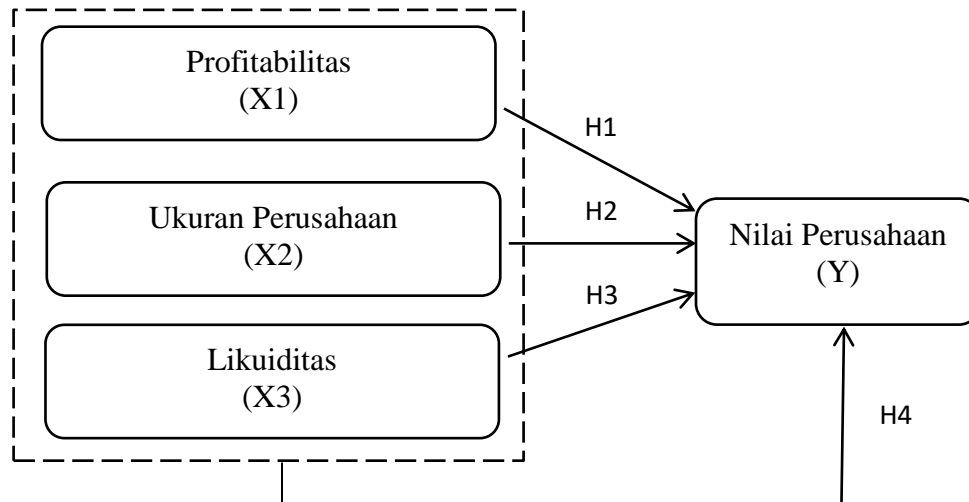 Profitabilitas
(X1)
H1
Ukuran Perusahaan
(X2)
H2
Nilai Perusahaan
(Y)
H3
Likuiditas
(X3)
H4